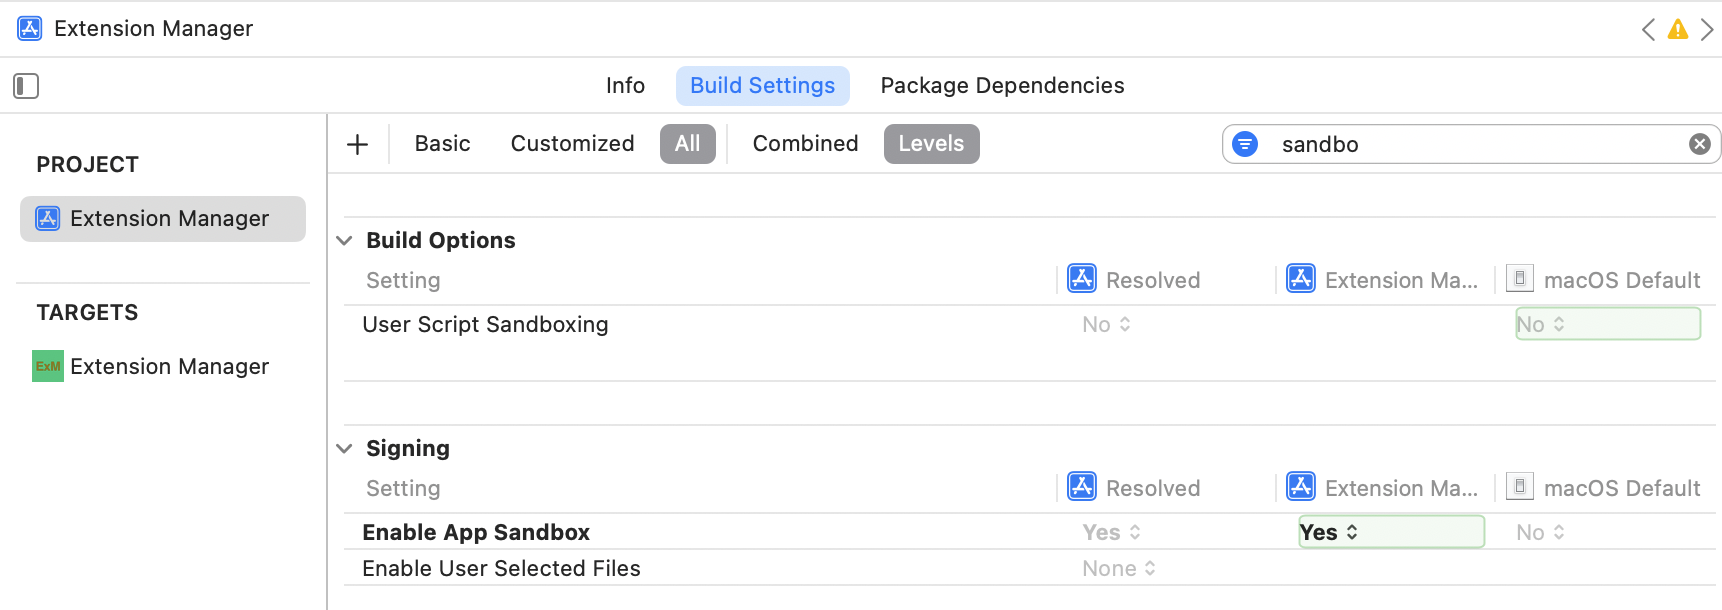 Extension Manager
Info Build Settings Package Dependencies
PROJECT
Extension Manager
TARGETS
ExM Extension Manager
Basic Customized All Combined Levels sandbo
Build Options
Setting Resolved Extension Ma... macOS Default
User Script Sandboxing No No
Signing
Setting Resolved Extension Ma... macOS Default
Enable App Sandbox Yes Yes No
Enable User Selected Files None